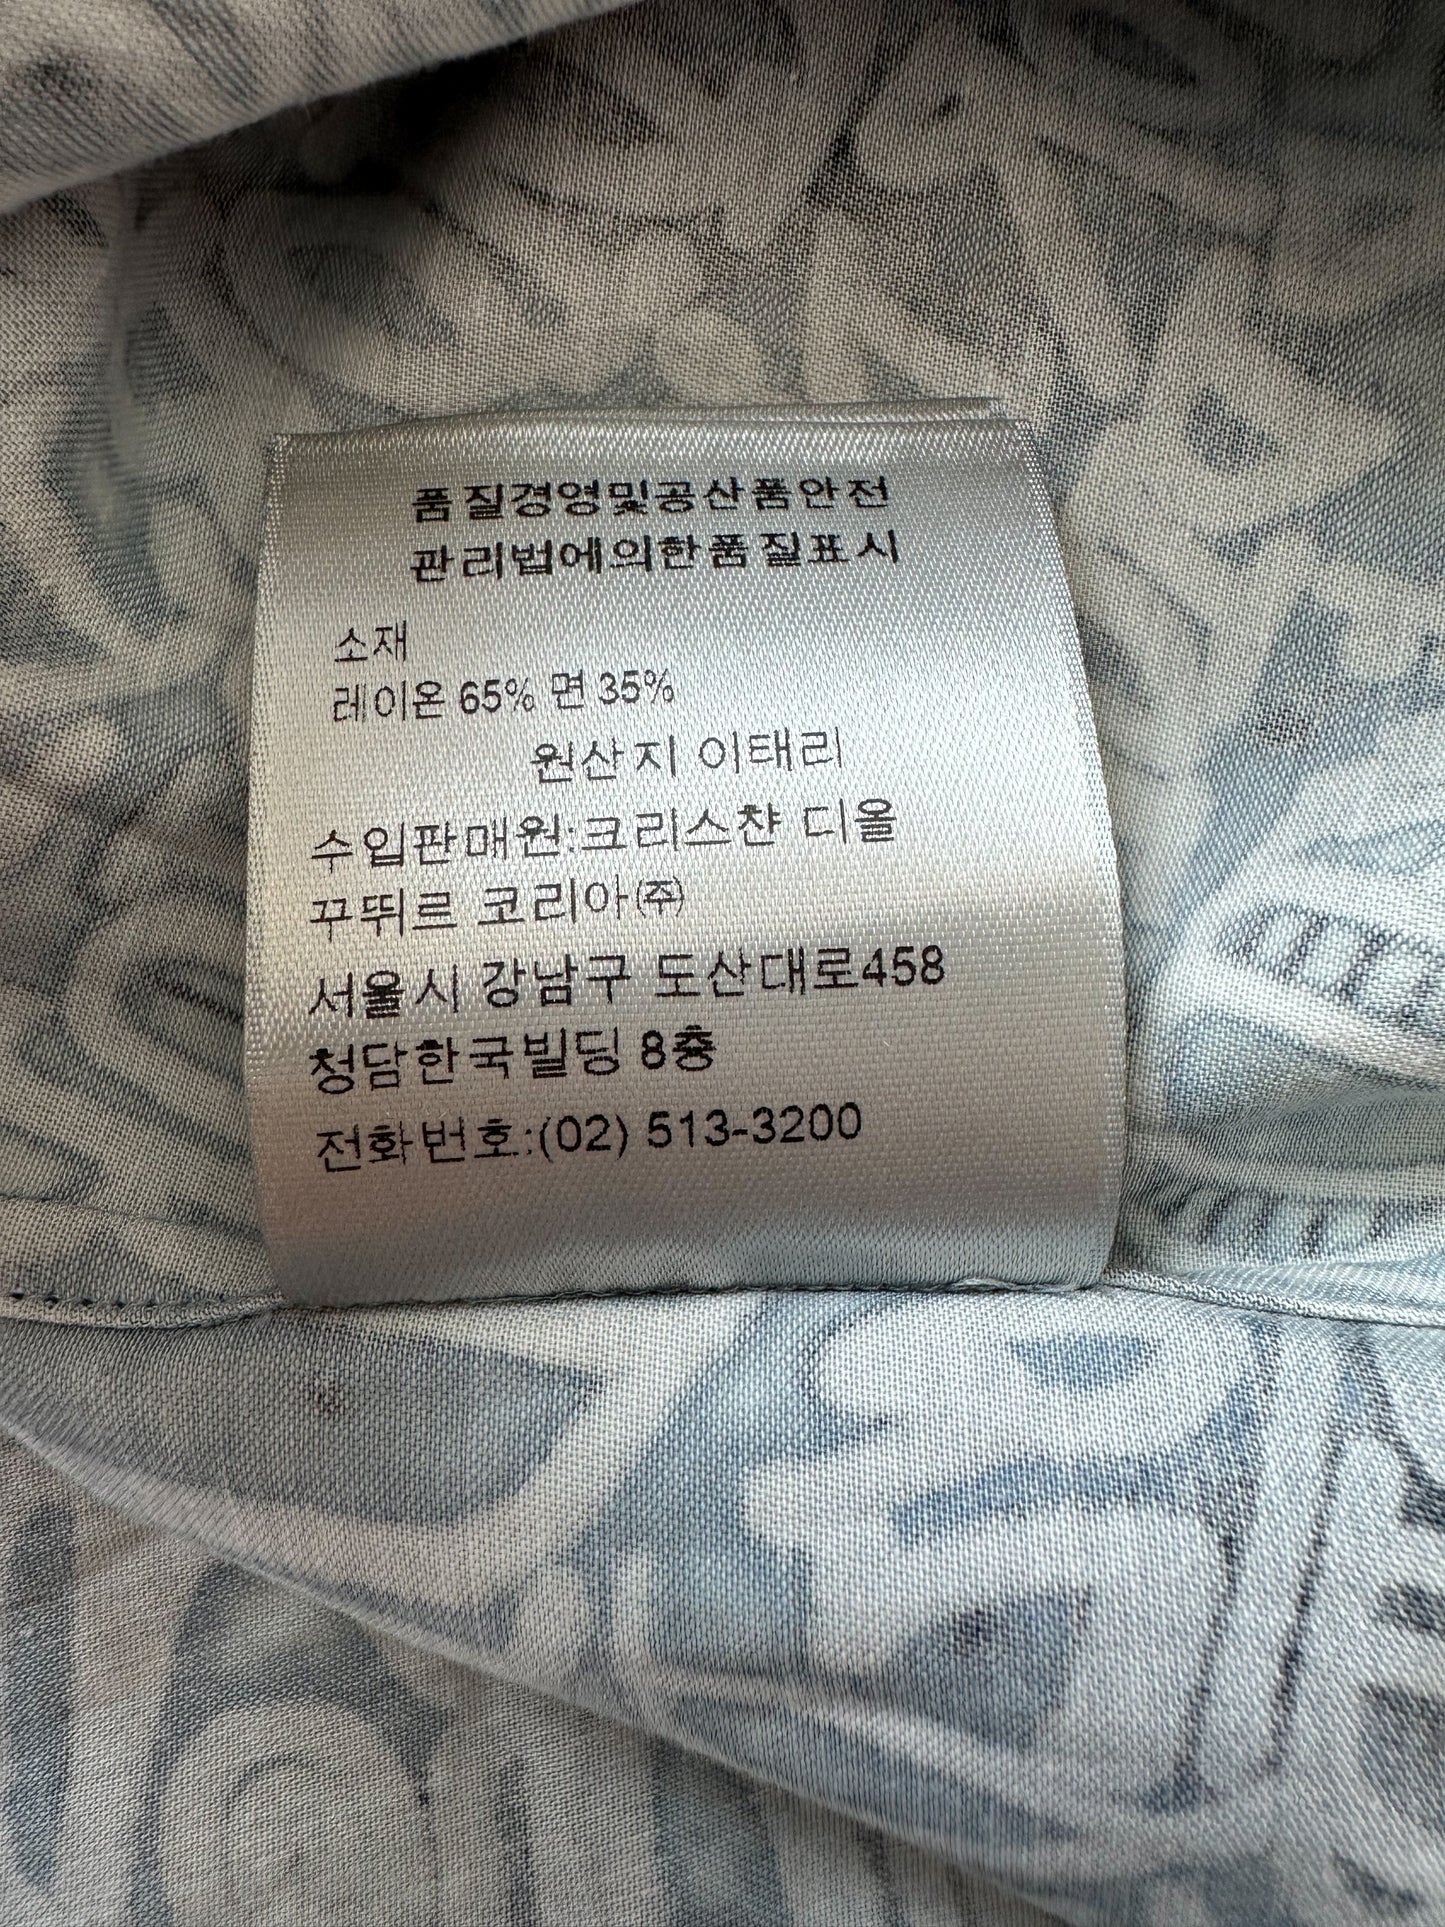 품질경영및공산품안전
관리법에의한품질표시
소재
레이온 65% 면 35%
원산지 이태리
수입판매원:크리스챤 디올
꾸뛰르 코리아㈜
서울시 강남구 도산대로458
청담한국빌딩 8층
전화번호:(02) 513-3200